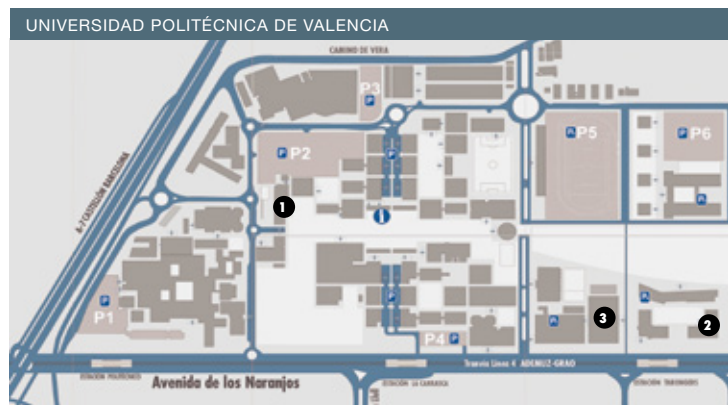 UNIVERSIDAD POLITÉCNICA DE VALENCIA
CAMINO DE VERA
P3
P
P2
P
P
P5
P
P6
P
P
A-7 CASTELLÓN BARCELONA
1
P1
P
P
P4
P
P
3
P
2
Tranvía Línea 4 ADEMUZ-GRAO
ESTACIÓN POLITÉCNICO
Avenida de los Naranjos
ESTACIÓN LA CARRASCA
ESTACIÓN TARONGERS